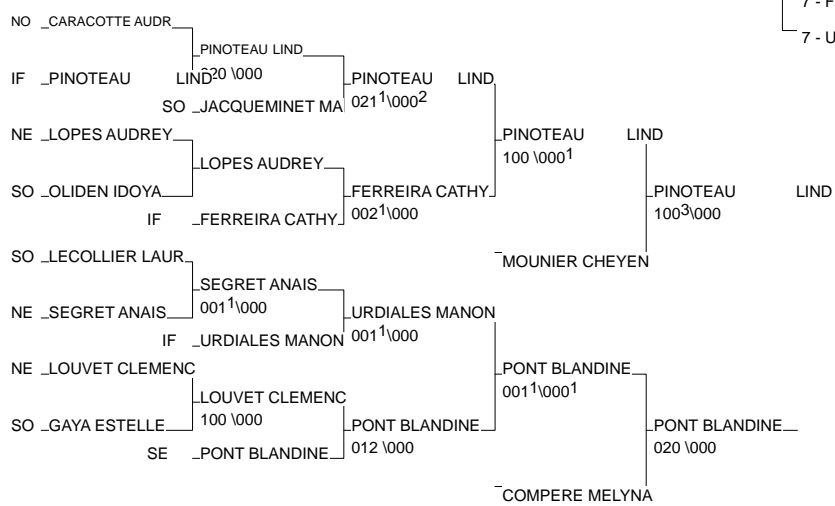 7 - F
7 - U
NO CARACOTTE AUDR
PINOTEAU LIND
020 \000
IF PINOTEAU LIND
PINOTEAU LIND
021¹\000²
SO JACQUEMINET MA
NE LOPES AUDREY
PINOTEAU LIND
100 \000¹
LOPES AUDREY
SO OLIDEN IDOYA
FERREIRA CATHY
002¹\000
PINOTEAU LIND
100³\000
IF FERREIRA CATHY
SO LECOLLIER LAUR
MOUNIER CHEYEN
SEGRET ANAIS
001¹\000
NE SEGRET ANAIS
URDIALES MANON
001¹\000
IF URDIALES MANON
NE LOUVET CLEMENC
PONT BLANDINE
001¹\000¹
LOUVET CLEMENC
100 \000
SO GAYA ESTELLE
PONT BLANDINE
012 \000
PONT BLANDINE
020 \000
SE PONT BLANDINE
COMPERE MELYNA